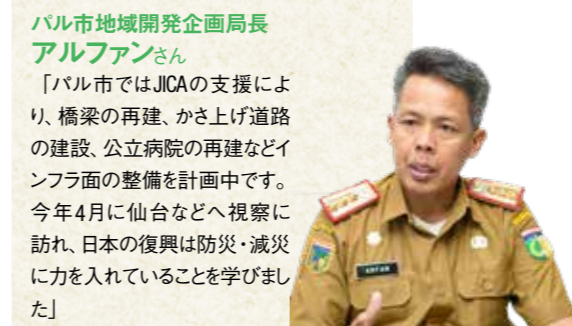 パル市地域開発企画局長
アルファンさん
「パル市ではJICAの支援によ
り、橋梁の再建、かさ上げ道路
の建設、公立病院の再建などイ
ンフラ面の整備を計画中です。
今年4月に仙台などへ視察に
訪れ、日本の復興は防災・減災
に力を入れていることを学びまし
た」
ARFAN